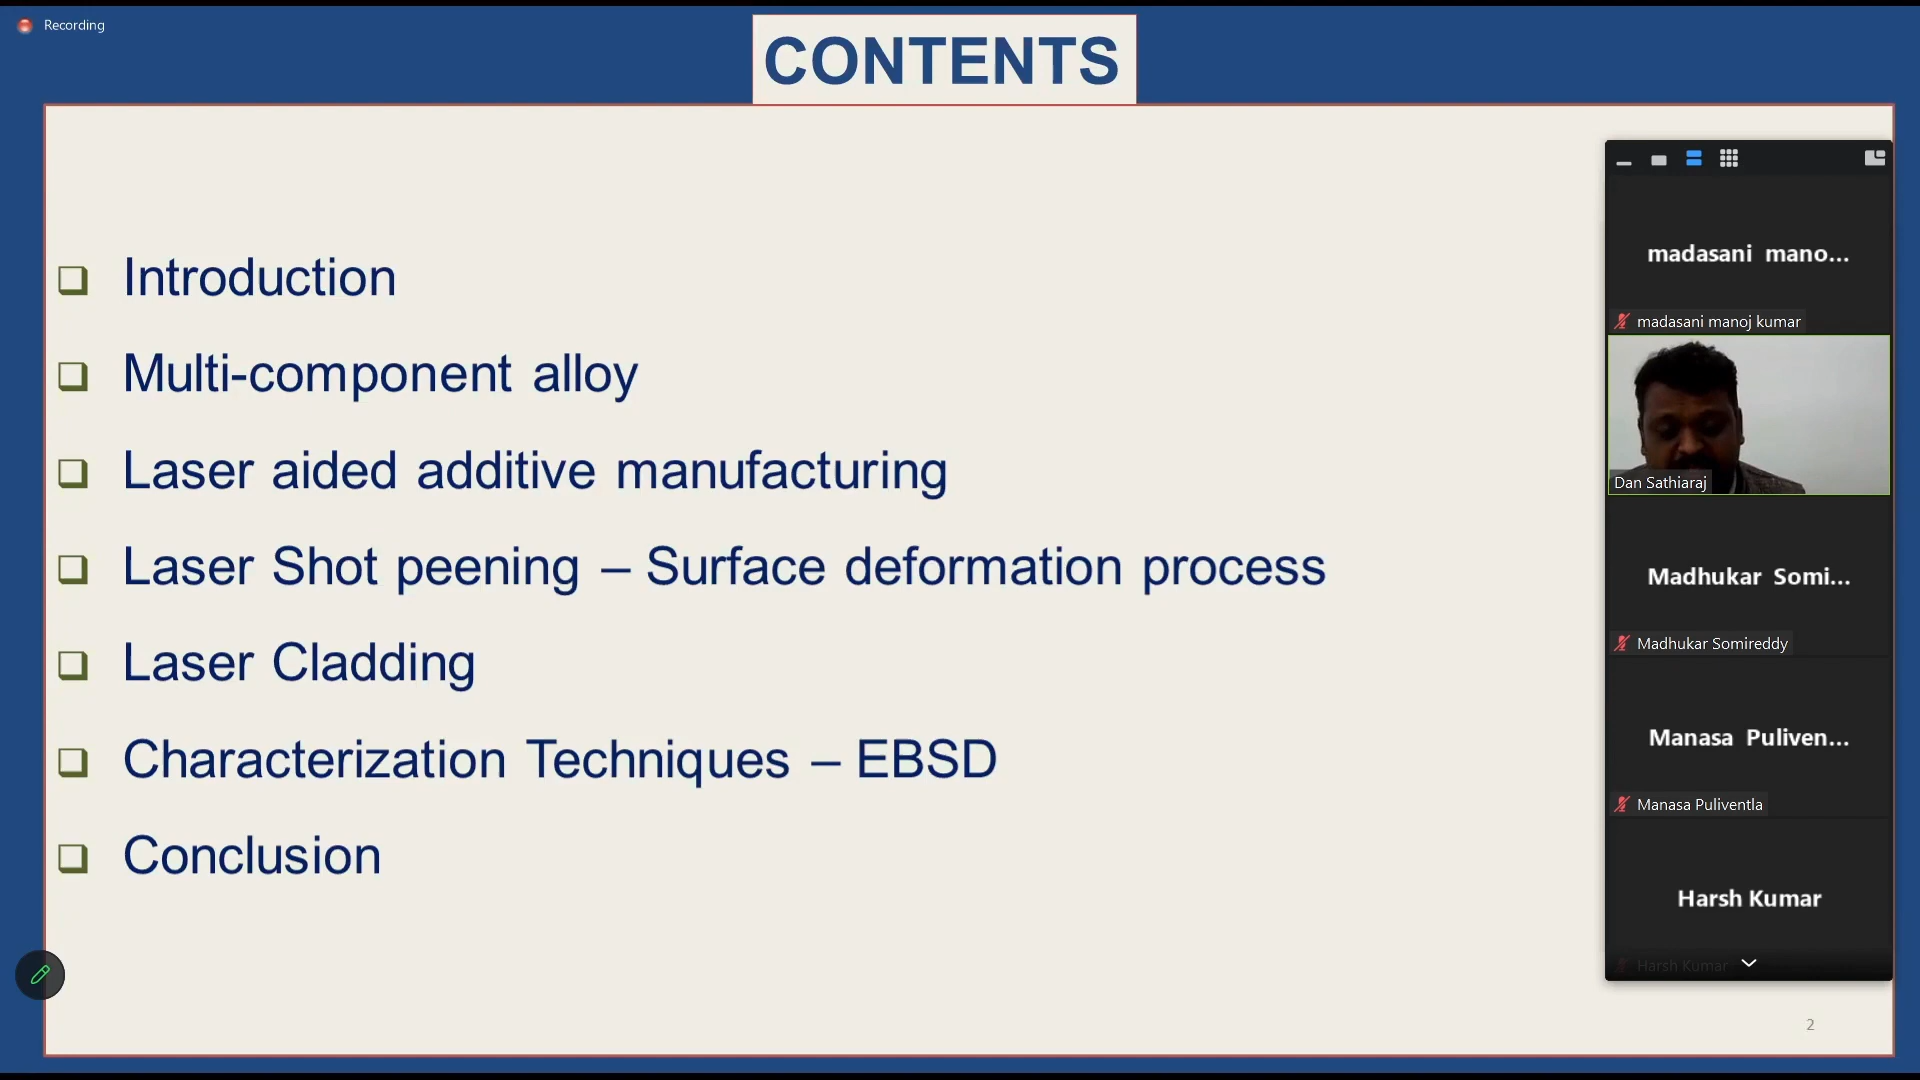 Recording
CONTENTS
Introduction
Multi-component alloy
Laser aided additive manufacturing
Laser Shot peening – Surface deformation process
Laser Cladding
Characterization Techniques – EBSD
Conclusion
madasani mano...
madasani manoj kumar
Dan Sathiaraj
Madhukar Somi...
Madhukar Somireddy
Manasa Puliven...
Manasa Puliventla
Harsh Kumar
Harsh Kumar
2